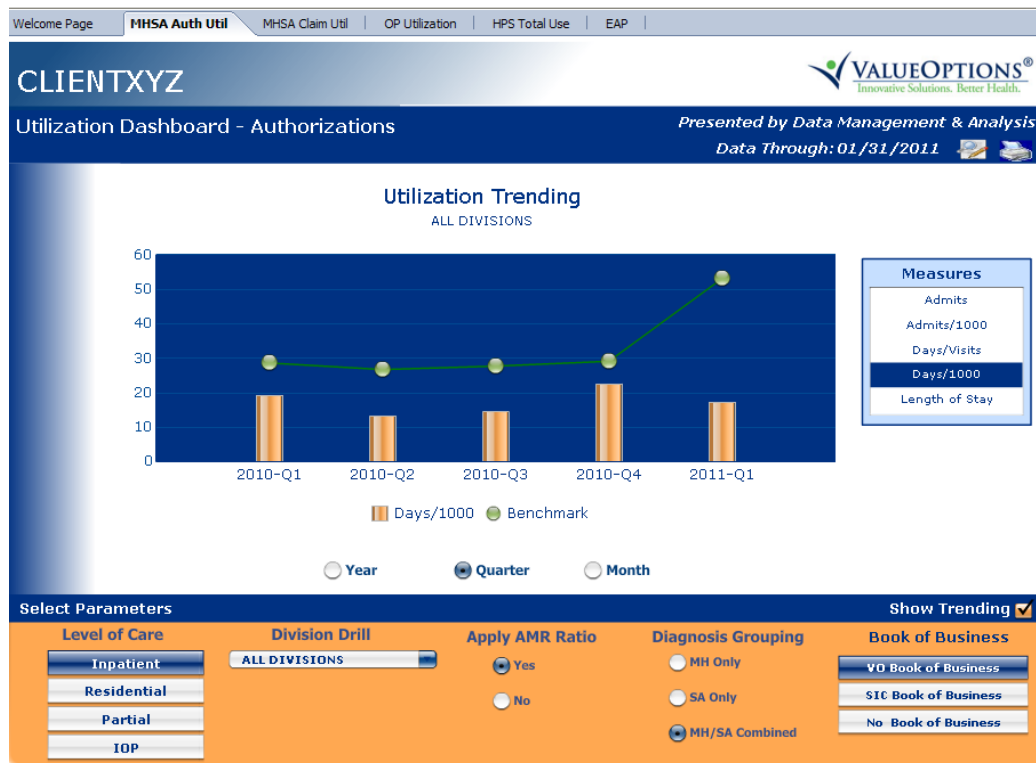 Welcome Page MHSA Auth Util MHSA Claim Util OP Utilization HPS Total Use EAP
CLIENTXYZ
VALUEOPTIONS®
Innovative Solutions. Better Health.
Utilization Dashboard - Authorizations
Presented by Data Management & Analysis
Data Through: 01/31/2011
Utilization Trending
ALL DIVISIONS
60
50
40
30
20
10
0
2010-Q1 2010-Q2 2010-Q3 2010-Q4 2011-Q1
Days/1000 Benchmark
Measures
Admits
Admits/1000
Days/Visits
Days/1000
Length of Stay
Year Quarter Month
Select Parameters Show Trending
Level of Care
Inpatient
Residential
Partial
IOP
Division Drill
ALL DIVISIONS
Apply AMR Ratio
Yes
No
Diagnosis Grouping
MH Only
SA Only
MH/SA Combined
Book of Business
VO Book of Business
SIC Book of Business
No Book of Business